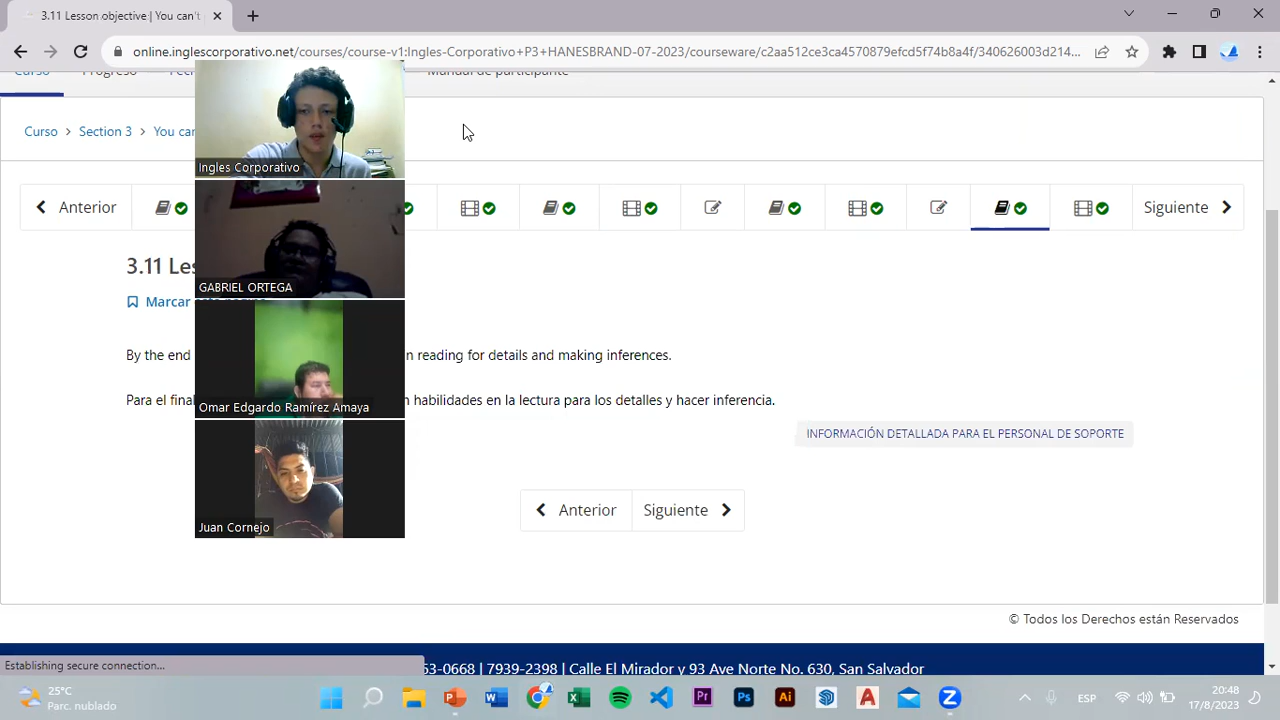 3.11 Lesson objective | You can't
online.inglescorporativo.net/courses/course-v1:Ingles-Corporativo+P3+HANESBRAND-07-2023/courseware/c2aa512ce3ca4570879efcd5f74b8a4f/340626003d214...
Curso Progreso Manual de participante
Curso Section 3 You can
Ingles Corporativo
Anterior Siguiente
GABRIEL ORTEGA
3.11 Les
Marcar
By the end n reading for details and making inferences.
Para el final n habilidades en la lectura para los detalles y hacer inferencia.
Omar Edgardo Ramírez Amaya
INFORMACIÓN DETALLADA PARA EL PERSONAL DE SOPORTE
Anterior Siguiente
Juan Cornejo
© Todos los Derechos están Reservados
Establishing secure connection... 53-0668 | 7939-2398 | Calle El Mirador y 93 Ave Norte No. 630, San Salvador
25°C
Parc. nublado
ESP
20:48
17/8/2023